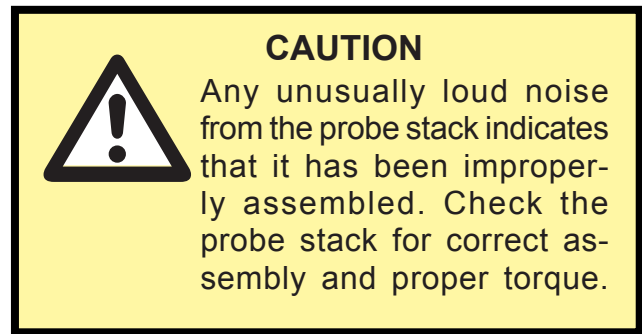 CAUTION
Any unusually loud noise
from the probe stack indicates
that it has been improper-
ly assembled. Check the
probe stack for correct as-
sembly and proper torque.